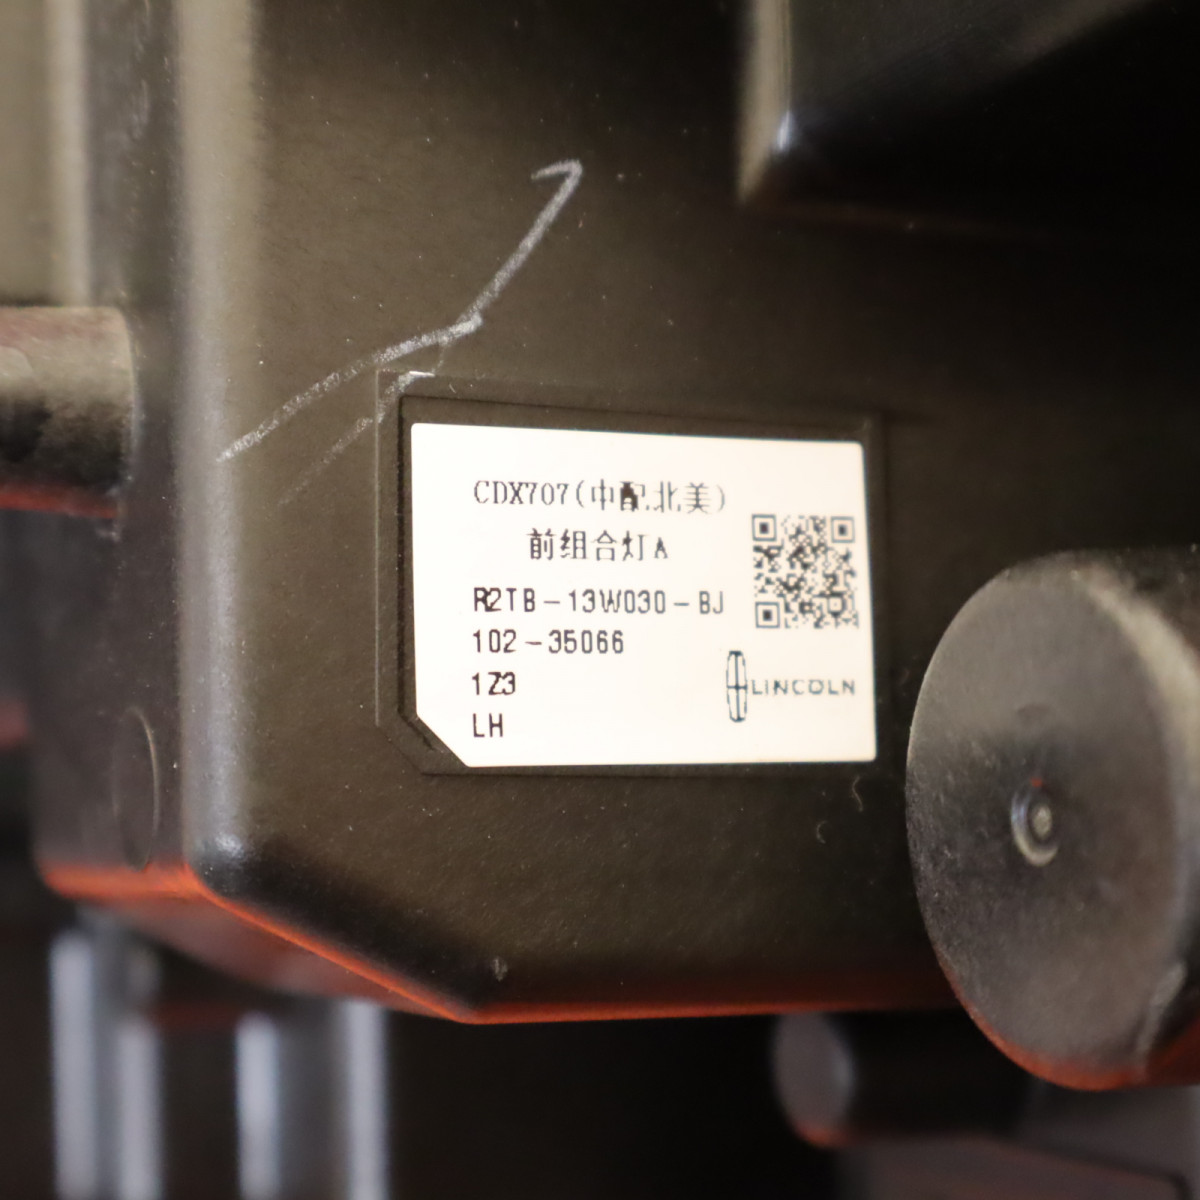 CDX707(中配北美)
前组合灯A
R2TB-13W030-BJ
102-35066
1Z3
LH
LINCOLN